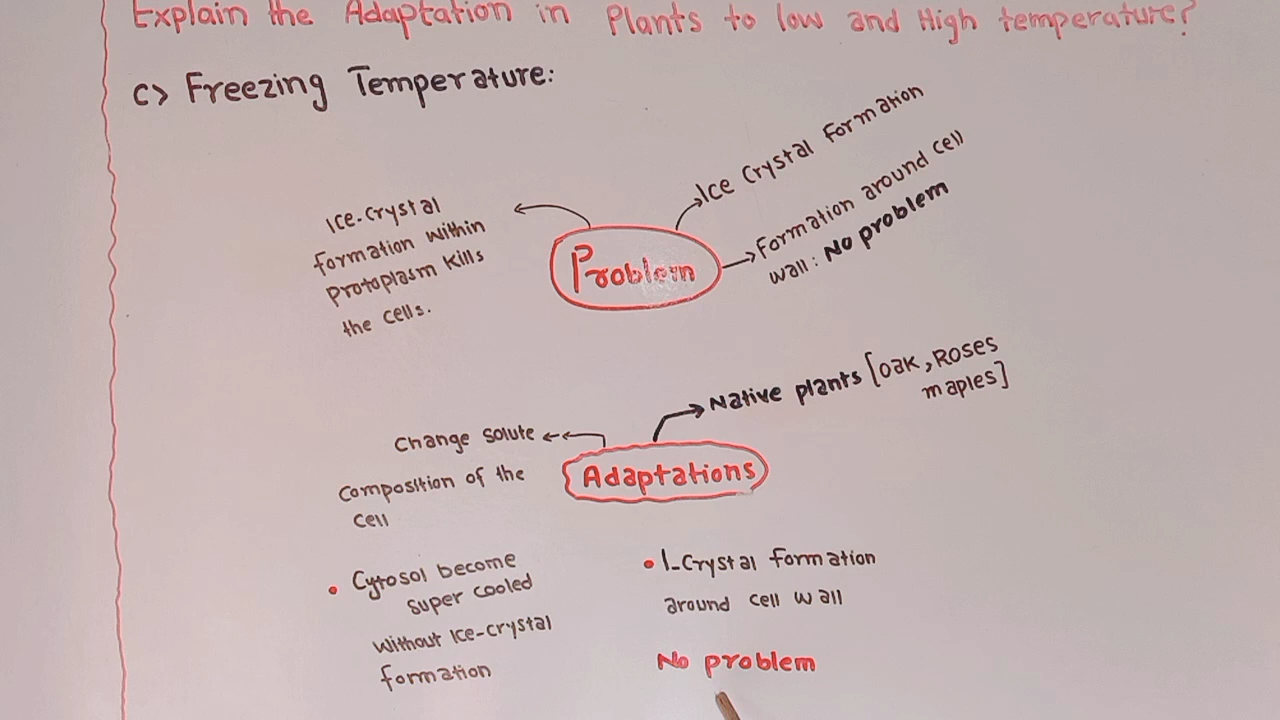 Explain the Adaptation in Plants to low and High temperature?
C> Freezing Temperature:
Ice Crystal Formation
Formation around cell
wall: No problem
Ice-Crystal
formation within
protoplasm kills
the cells.
Problem
Native plants [oak, Roses
maples]
Change solute
composition of the
cell
Adaptations
• Cytosol become
super cooled
without Ice-crystal
formation
• I-Crystal formation
around cell wall
No problem